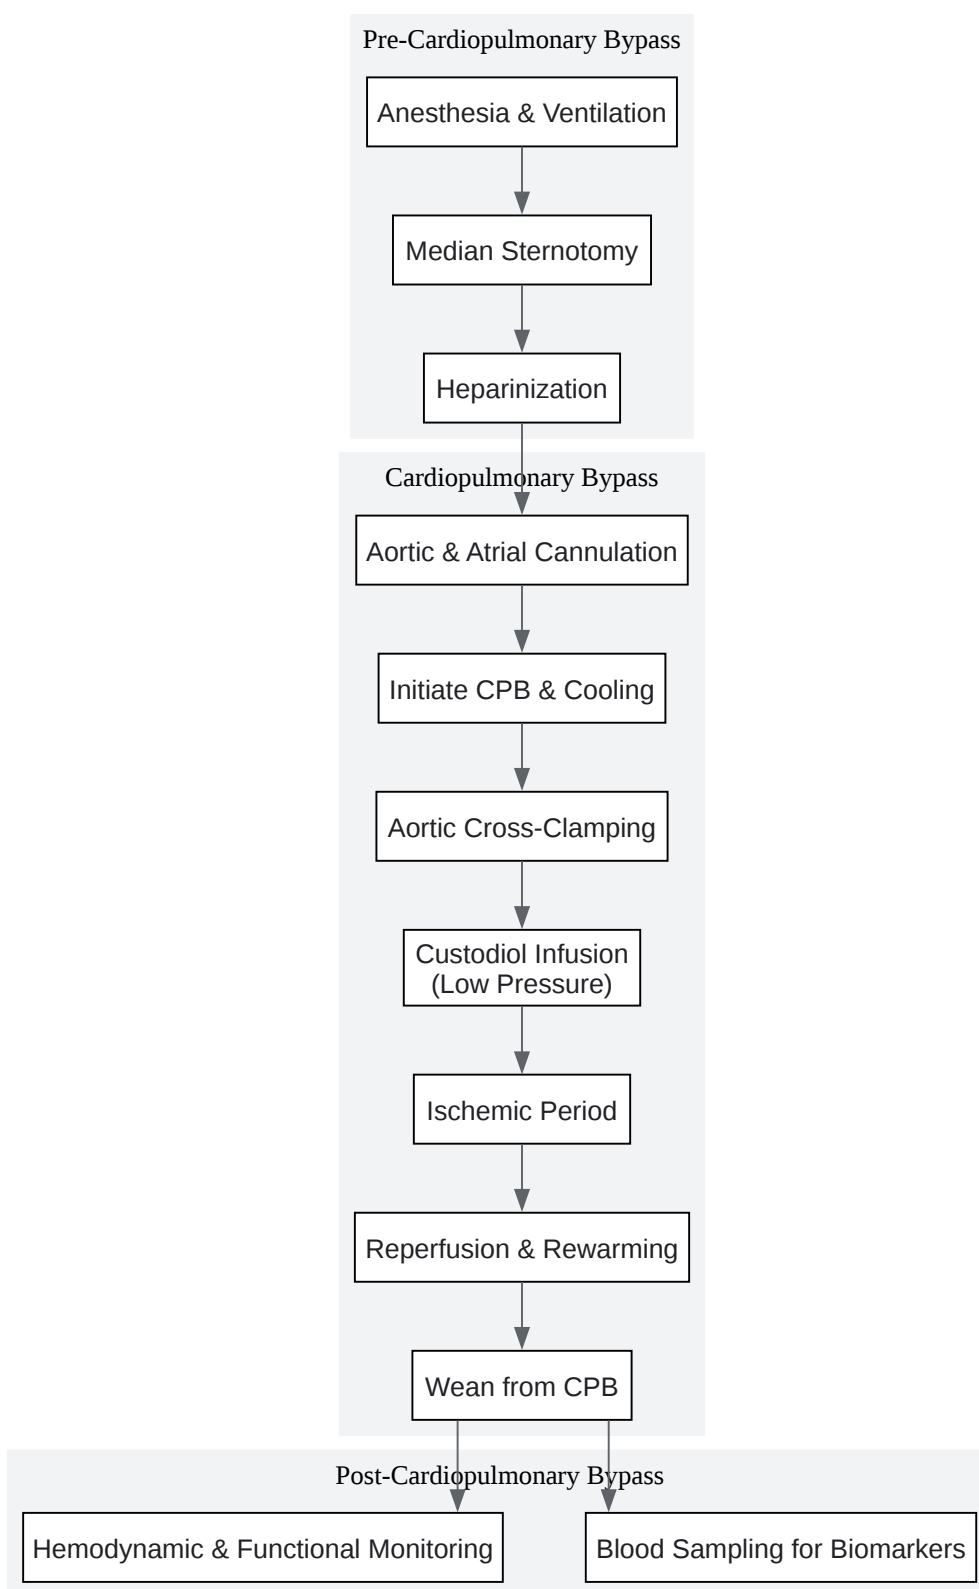 Pre-Cardiopulmonary Bypass
Anesthesia & Ventilation
Median Sternotomy
Heparinization
Cardiopulmonary Bypass
Aortic & Atrial Cannulation
Initiate CPB & Cooling
Aortic Cross-Clamping
Custodiol Infusion
(Low Pressure)
Ischemic Period
Reperfusion & Rewarming
Wean from CPB
Post-Cardiopulmonary Bypass
Hemodynamic & Functional Monitoring
Blood Sampling for Biomarkers